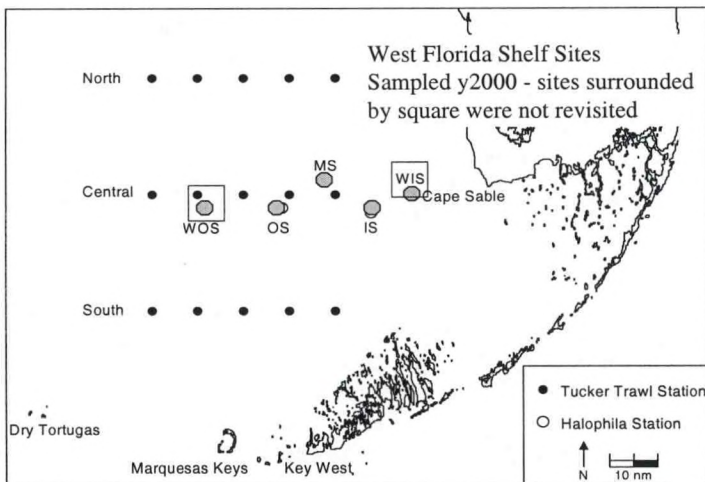 West Florida Shelf Sites
Sampled y2000 - sites surrounded
by square were not revisited
North
MS
WIS
Central
Cape Sable
WOS
OS
IS
South
Tucker Trawl Station
Halophila Station
Dry Tortugas
Marquesas Keys
Key West
N
10 nm